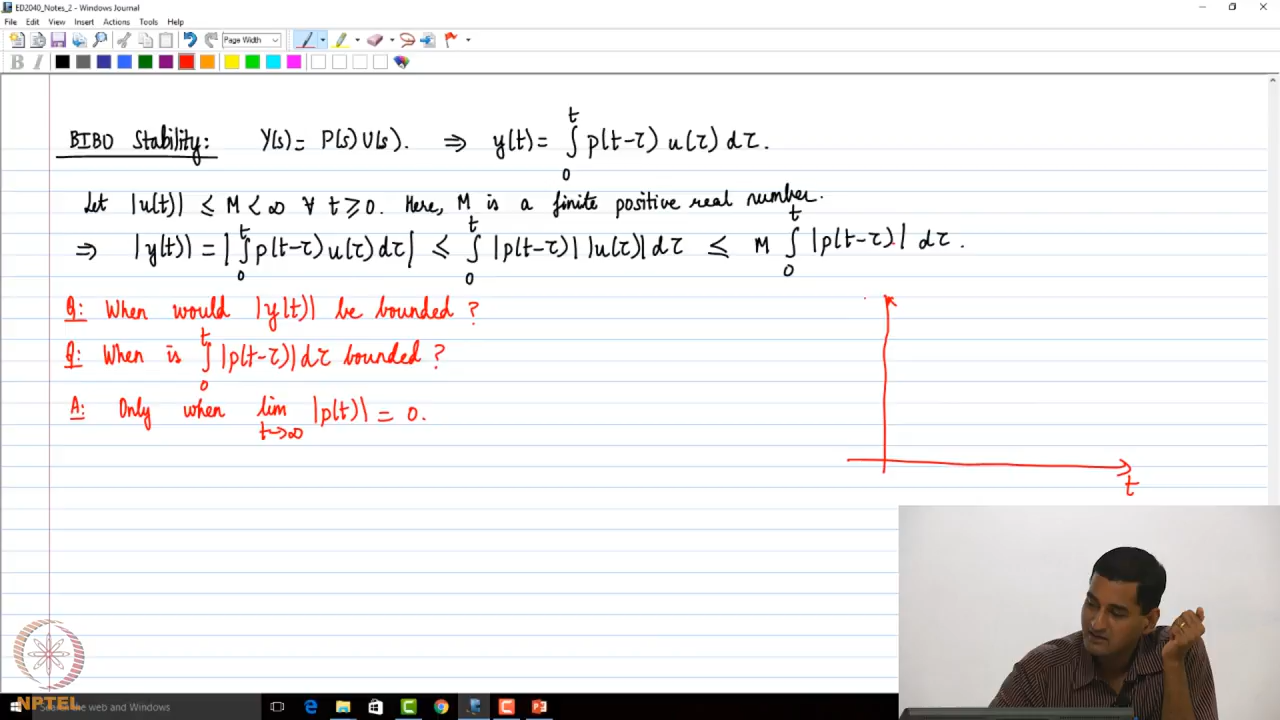 ED2040_Notes_2 - Windows Journal
File Edit View Insert Actions Tools Help
Page Width
B I
BIBO Stability: Y(s) = P(s) U(s). ⇒ y(t) = ∫₀ᵗ p(t-τ) u(τ) dτ.
Let |u(t)| ≤ M < ∞ ∀ t ≥ 0. Here, M is a finite positive real number.
⇒ |y(t)| = |∫₀ᵗ p(t-τ) u(τ) dτ| ≤ ∫₀ᵗ |p(t-τ)| |u(τ)| dτ ≤ M ∫₀ᵗ |p(t-τ)| dτ.
Q: When would |y(t)| be bounded ?
Q: When is ∫₀ᵗ |p(t-τ)| dτ bounded ?
A: Only when lim t→∞ |p(t)| = 0.
t
NPTEL
Search the web and Windows